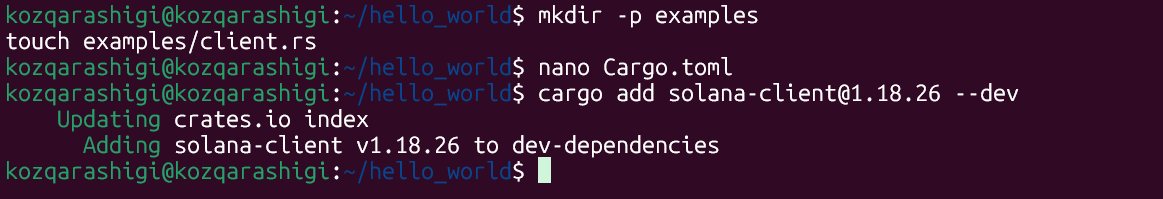 kozqarashigi@kozqarashigi:~/hello_world$ mkdir -p examples
touch examples/client.rs
kozqarashigi@kozqarashigi:~/hello_world$ nano Cargo.toml
kozqarashigi@kozqarashigi:~/hello_world$ cargo add solana-client@1.18.26 --dev
    Updating crates.io index
      Adding solana-client v1.18.26 to dev-dependencies
kozqarashigi@kozqarashigi:~/hello_world$